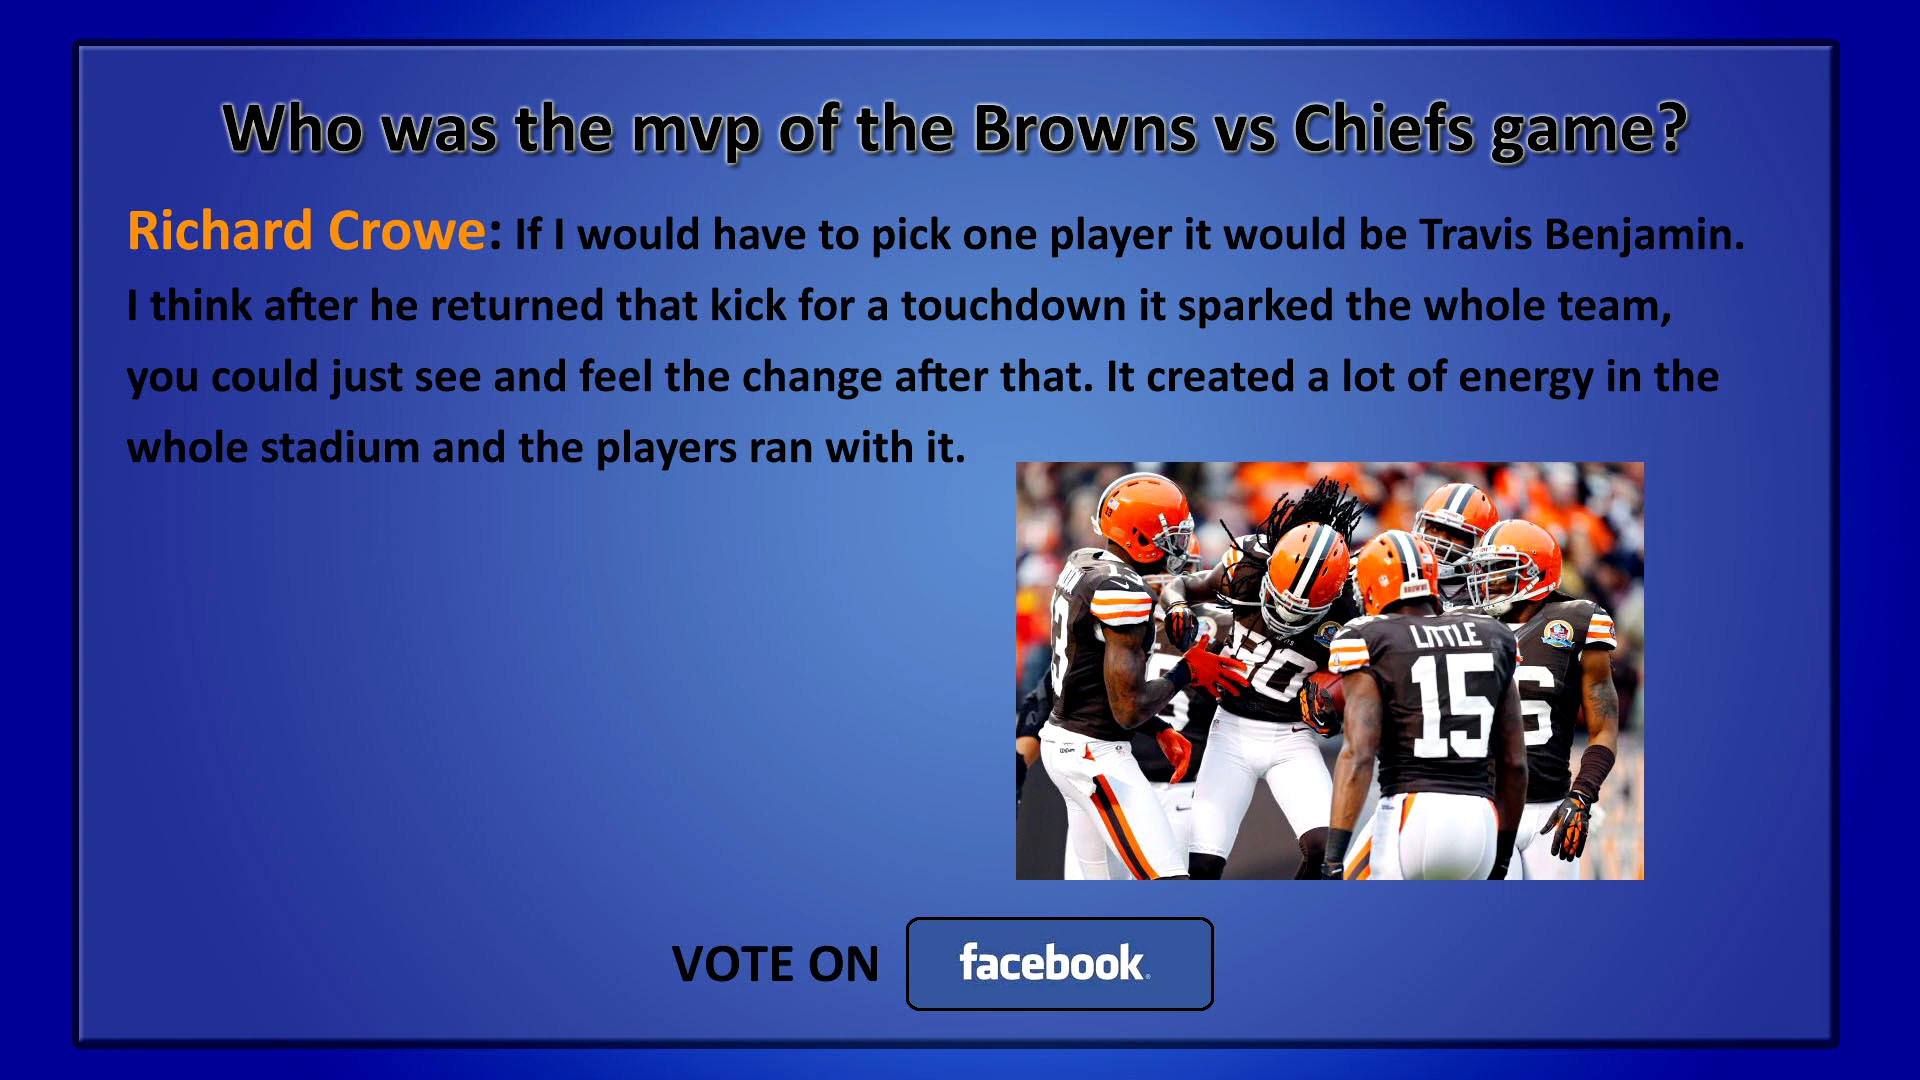 Who was the mvp of the Browns vs Chiefs game?
Richard Crowe: If I would have to pick one player it would be Travis Benjamin.
I think after he returned that kick for a touchdown it sparked the whole team,
you could just see and feel the change after that. It created a lot of energy in the
whole stadium and the players ran with it.
LITTLE
15
VOTE ON facebook